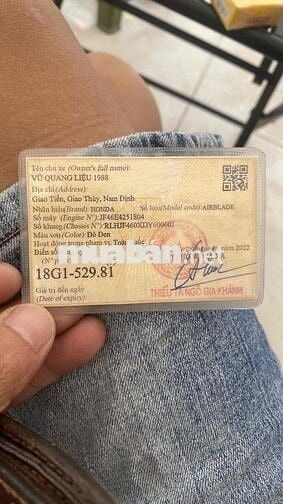 Tên chủ xe (Owner's full name):
VŨ QUANG LIỆU 1988
Địa chỉ (Address):
Giao Tiến, Giao Thủy, Nam Định
Nhãn hiệu (Brand): HONDA Số loại (Model code): AIRBLADE
Số máy (Engine N°): JF46E4251804
Số khung (Chassis N°): RLHJF4660XDY600601
Màu sơn (Color): Đỏ Đen
Hoạt động trong phạm vi: Toàn
Biển số năm 2022
muaban.net
18G1-529.81
Giá trị đến ngày
(Date of expiry)
THIẾU TÁ NGÔ GIA KHÁNH